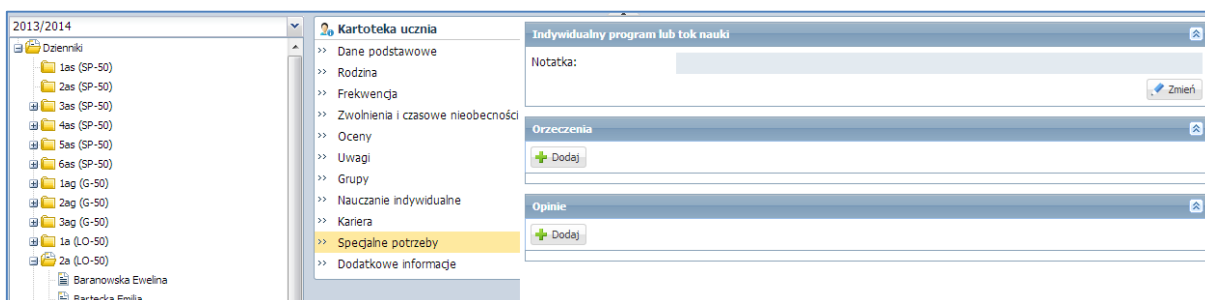 2013/2014
Dzienniki
1as (SP-50)
2as (SP-50)
3as (SP-50)
4as (SP-50)
5as (SP-50)
6as (SP-50)
1ag (G-50)
2ag (G-50)
3ag (G-50)
1a (LO-50)
2a (LO-50)
Baranowska Ewelina
Bartecka Emilia
Kartoteka ucznia
>> Dane podstawowe
>> Rodzina
>> Frekwencja
>> Zwolnienia i czasowe nieobecności
>> Oceny
>> Uwagi
>> Grupy
>> Nauczanie indywidualne
>> Kariera
>> Specjalne potrzeby
>> Dodatkowe informacje
Indywidualny program lub tok nauki
Notatka:
Zmień
Orzeczenia
Dodaj
Opinie
Dodaj